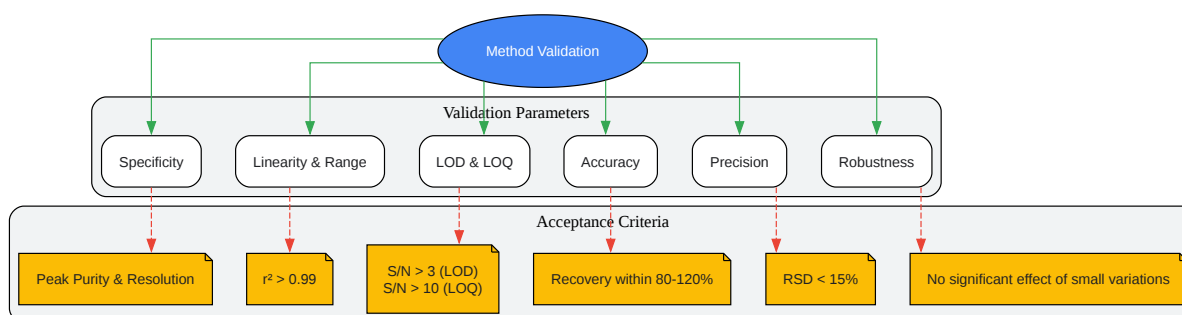 Method Validation
Validation Parameters
Specificity
Linearity & Range
LOD & LOQ
Accuracy
Precision
Robustness
Acceptance Criteria
Peak Purity & Resolution
r² > 0.99
S/N > 3 (LOD)
S/N > 10 (LOQ)
Recovery within 80-120%
RSD < 15%
No significant effect of small variations